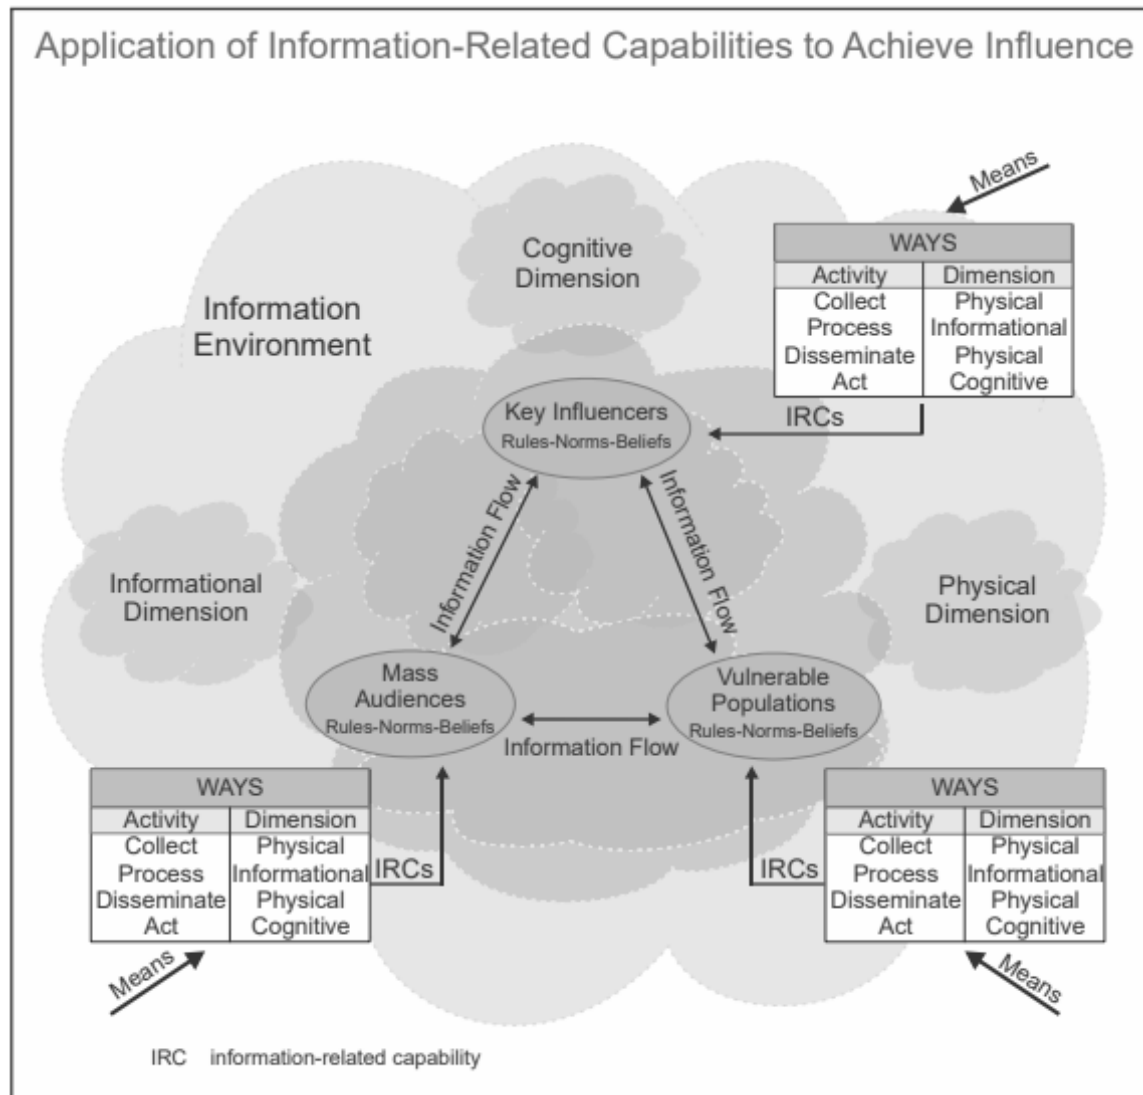 Application of Information-Related Capabilities to Achieve Influence
Means
WAYS
Activity Dimension
Collect Physical
Process Informational
Disseminate Physical
Act Cognitive
IRCs
Cognitive
Dimension
Information
Environment
Key Influencers
Rules-Norms-Beliefs
Information Flow
Information Flow
Informational
Dimension
Physical
Dimension
Mass
Audiences
Rules-Norms-Beliefs
Vulnerable
Populations
Rules-Norms-Beliefs
Information Flow
WAYS
Activity Dimension
Collect Physical
Process Informational
Disseminate Physical
Act Cognitive
IRCs
Means
WAYS
Activity Dimension
Collect Physical
Process Informational
Disseminate Physical
Act Cognitive
IRCs
Means
IRC information-related capability